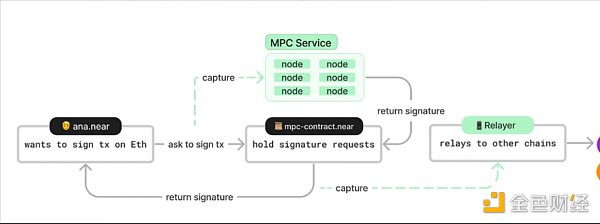 MPC Service
node node
node node
node node
capture
return signature
ana.near
wants to sign tx on Eth
ask to sign tx
mpc-contract.near
hold signature requests
Relayer
relays to other chains
return signature
capture
金色财经